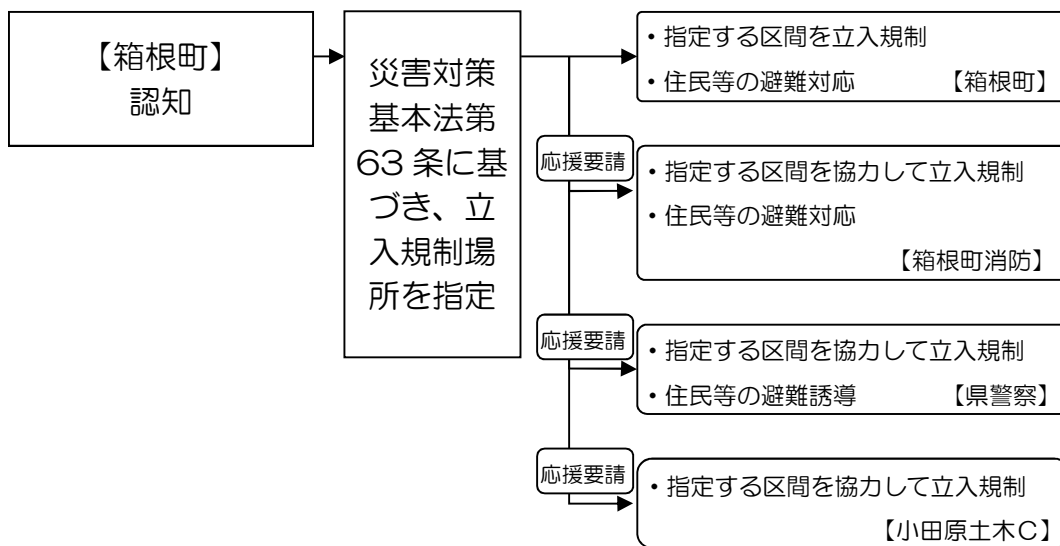 【箱根町】
認知
災害対策
基本法第
63条に基
づき、立
入規制場
所を指定
・指定する区間を立入規制
・住民等の避難対応 【箱根町】
応援要請
・指定する区間を協力して立入規制
・住民等の避難対応
【箱根町消防】
応援要請
・指定する区間を協力して立入規制
・住民等の避難誘導 【県警察】
応援要請
・指定する区間を協力して立入規制
【小田原土木C】